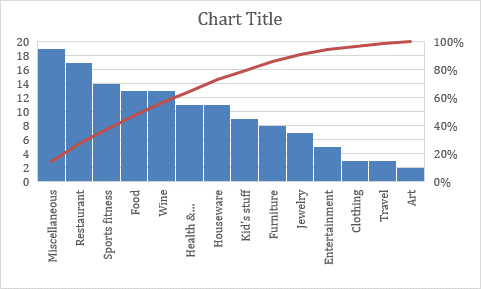 Chart Title
20
18
16
14
12
10
8
6
4
2
0
100%
80%
60%
40%
20%
0%
Miscellaneous
Restaurant
Sports fitness
Food
Wine
Health &...
Houseware
Kid's stuff
Furniture
Jewelry
Entertainment
Clothing
Travel
Art